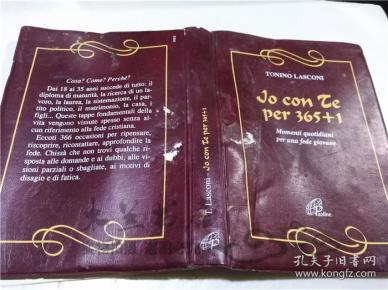 Cosa? Come? Perché?
Dai 18 ai 35 anni succede di tutto: il
diploma di maturità, la ricerca di un la-
voro, la laurea, la sistemazione, il par-
tito politico, il matrimonio, la casa, i
figli... Queste tappe fondamentali della
vita vengono vissute spesso senza al-
cun riferimento alla fede cristiana.
Eccoti 366 occasioni per ripensare,
riscoprire, ricontattare, approfondire la
fede. Chissà che non trovi qualche ri-
sposta alle domande e ai dubbi, alle vi-
sioni parziali o sbagliate, ai motivi di
disagio e di fatica.
T. Lasconi Io con Te per 365+1
TONINO LASCONI
Io con Te
per 365+1
Momenti quotidiani
per una fede giovane
Paoline
孔夫子旧书网